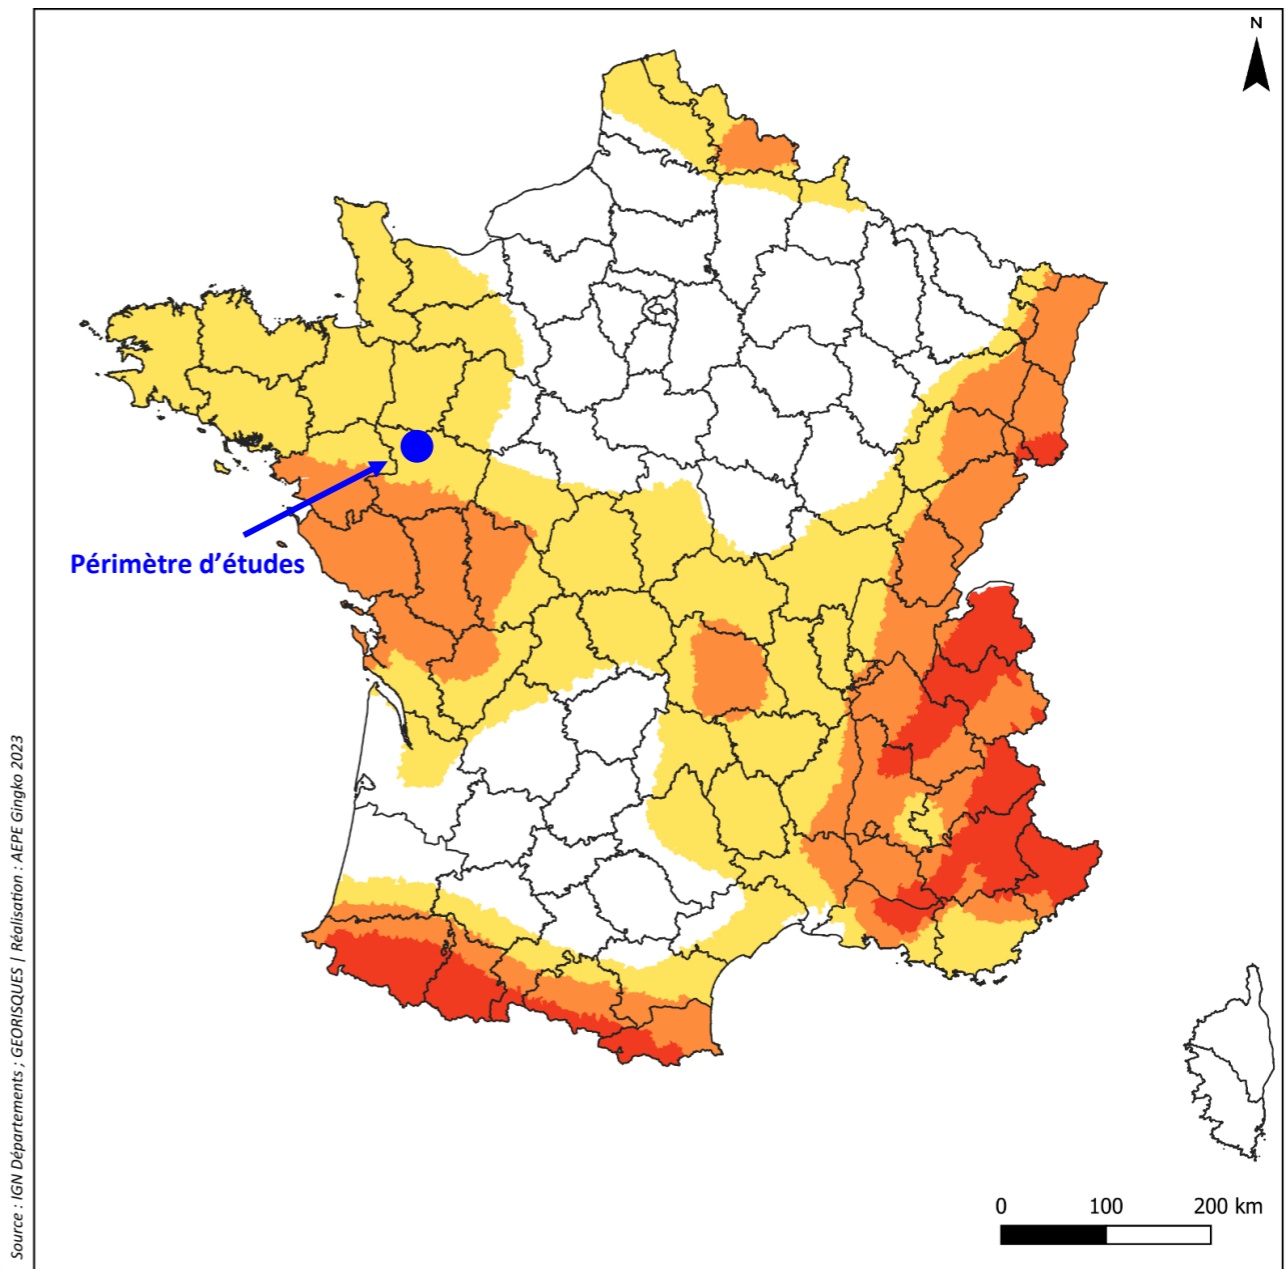 N
Périmètre d’études
Source : IGN Départements ; GEORISQUES | Réalisation : AEPE Gingko 2023
0 100 200 km